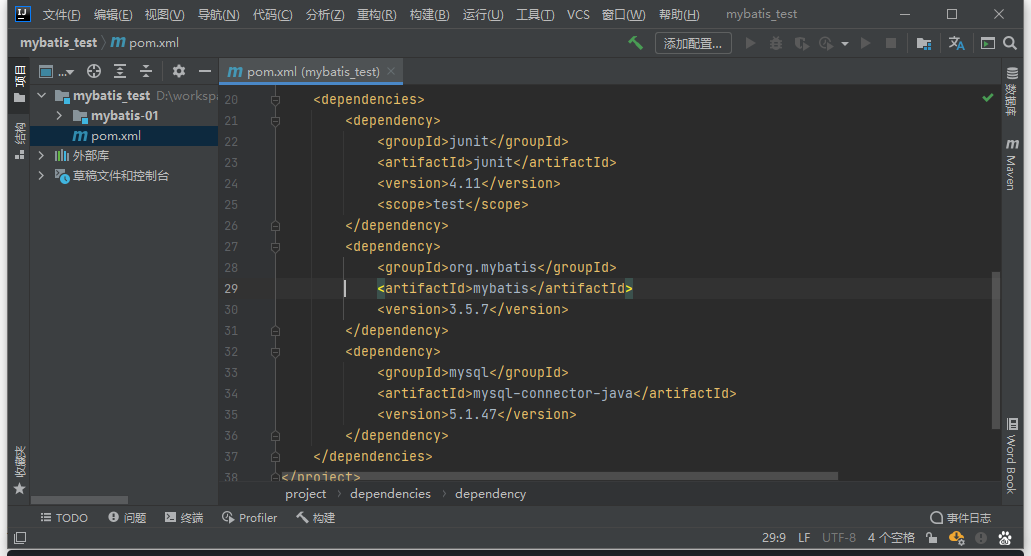 文件(F) 编辑(E) 视图(V) 导航(N) 代码(C) 分析(Z) 重构(R) 构建(B) 运行(U) 工具(T) VCS 窗口(W) 帮助(H) mybatis_test
mybatis_test 〉 m pom.xml 添加配置...
项目
... m pom.xml (mybatis_test)
mybatis_test D:\workspa
mybatis-01
m pom.xml
外部库
草稿文件和控制台
结构
收藏夹
20 <dependencies>
21 <dependency>
22 <groupId>junit</groupId>
23 <artifactId>junit</artifactId>
24 <version>4.11</version>
25 <scope>test</scope>
26 </dependency>
27 <dependency>
28 <groupId>org.mybatis</groupId>
29 <artifactId>mybatis</artifactId>
30 <version>3.5.7</version>
31 </dependency>
32 <dependency>
33 <groupId>mysql</groupId>
34 <artifactId>mysql-connector-java</artifactId>
35 <version>5.1.47</version>
36 </dependency>
37 </dependencies>
38 </project>
数据库
m Maven
Word Book
project › dependencies › dependency
TODO 问题 终端 Profiler 构建 事件日志
29:9 LF UTF-8 4 个空格